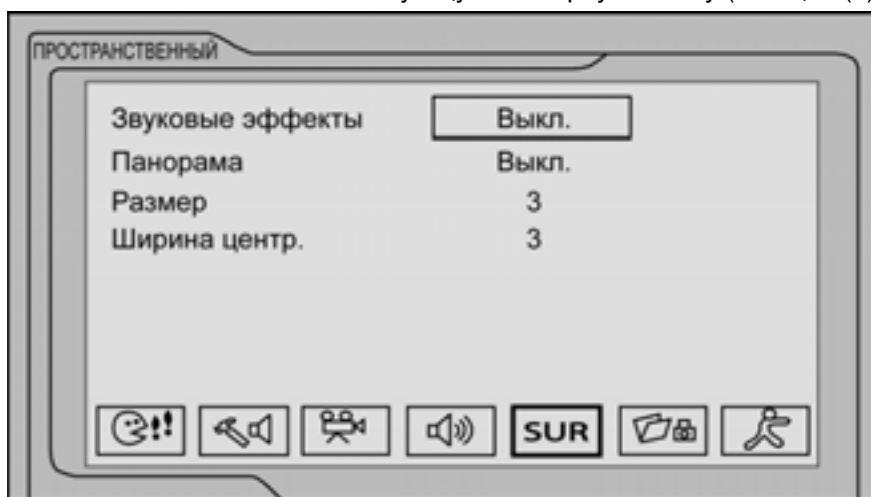 ПРОСТРАНСТВЕННЫЙ
Звуковые эффекты Выкл.
Панорама Выкл.
Размер 3
Ширина центр. 3
SUR